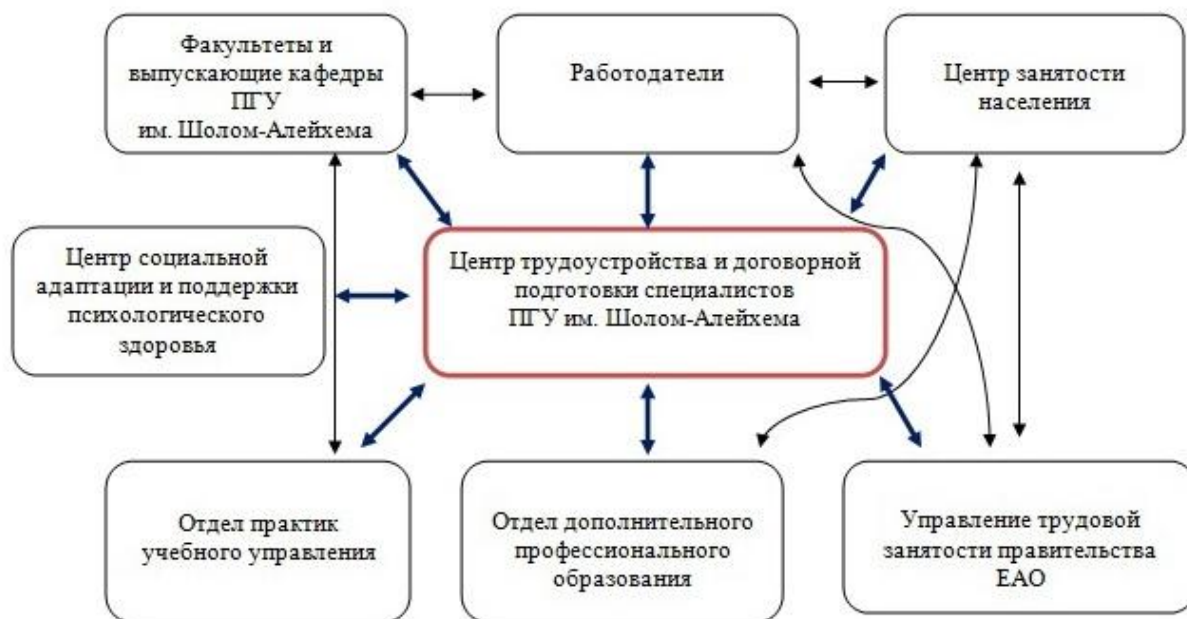 Факультеты и
выпускающие кафедры
ПГУ
им. Шолом-Алейхема
Работодатели
Центр занятости
населения
Центр социальной
адаптации и поддержки
психологического
здоровья
Центр трудоустройства и договорной
подготовки специалистов
ПГУ им. Шолом-Алейхема
Отдел практик
учебного управления
Отдел дополнительного
профессионального
образования
Управление трудовой
занятости правительства
ЕАО